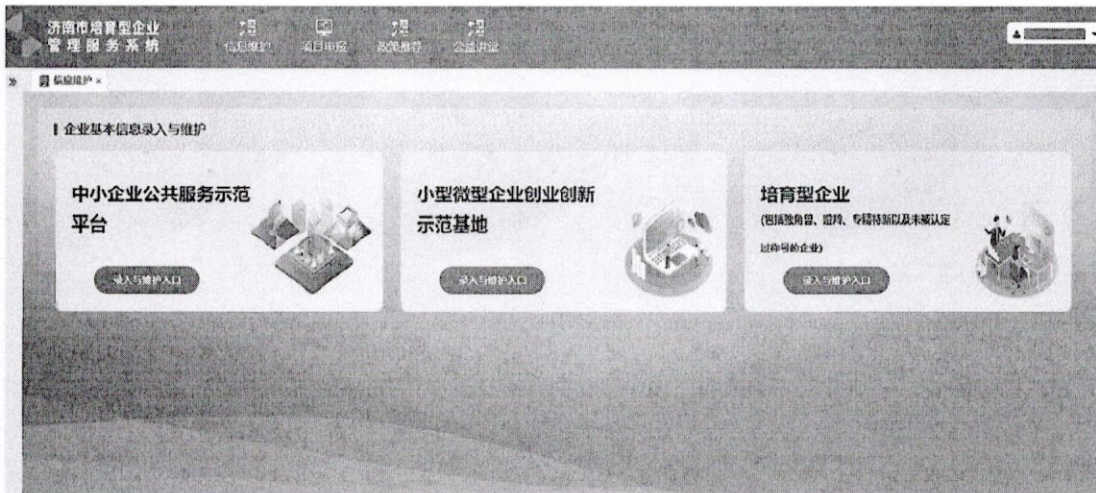 济南市培育型企业
管理服务系统
信息维护 项目申报 政策推荐 公益讲堂
信息维护 ×
企业基本信息录入与维护
中小企业公共服务示范
平台
录入与维护入口
小型微型企业创业创新
示范基地
录入与维护入口
培育型企业
(包括独角兽、瞪羚、专精特新以及未被认定
过称号的企业)
录入与维护入口